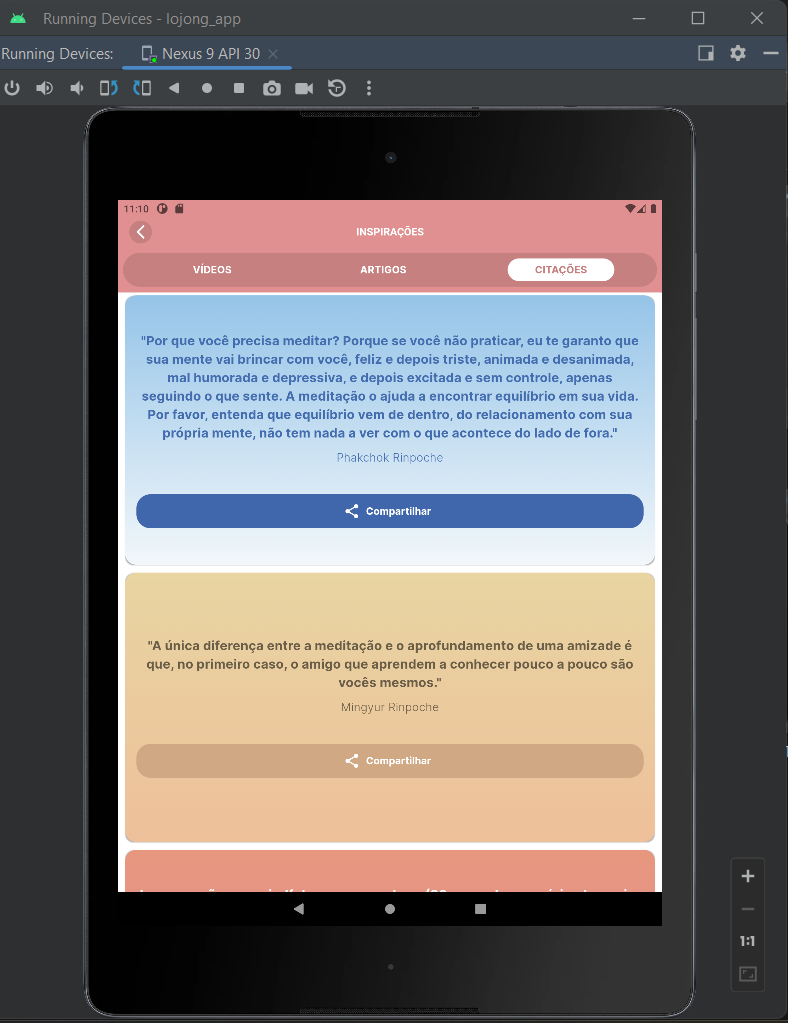 Running Devices - lojong_app
Running Devices:
Nexus 9 API 30
11:10
INSPIRAÇÕES
VÍDEOS
ARTIGOS
CITAÇÕES
"Por que você precisa meditar? Porque se você não praticar, eu te garanto que
sua mente vai brincar com você, feliz e depois triste, animada e desanimada,
mal humorada e depressiva, e depois excitada e sem controle, apenas
seguindo o que sente. A meditação o ajuda a encontrar equilíbrio em sua vida.
Por favor, entenda que equilíbrio vem de dentro, do relacionamento com sua
própria mente, não tem nada a ver com o que acontece do lado de fora."
Phakchok Rinpoche
Compartilhar
"A única diferença entre a meditação e o aprofundamento de uma amizade é
que, no primeiro caso, o amigo que aprendem a conhecer pouco a pouco são
vocês mesmos."
Mingyur Rinpoche
Compartilhar
1:1